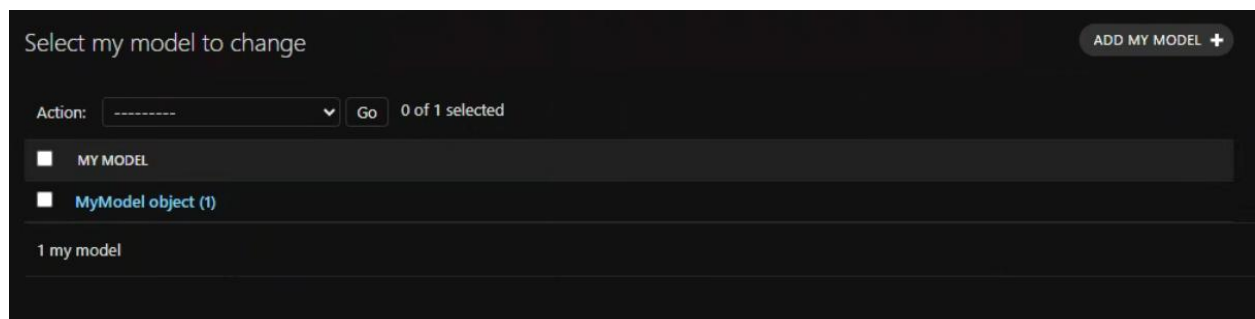 Select my model to change
ADD MY MODEL +
Action: --------- Go 0 of 1 selected
MY MODEL
MyModel object (1)
1 my model